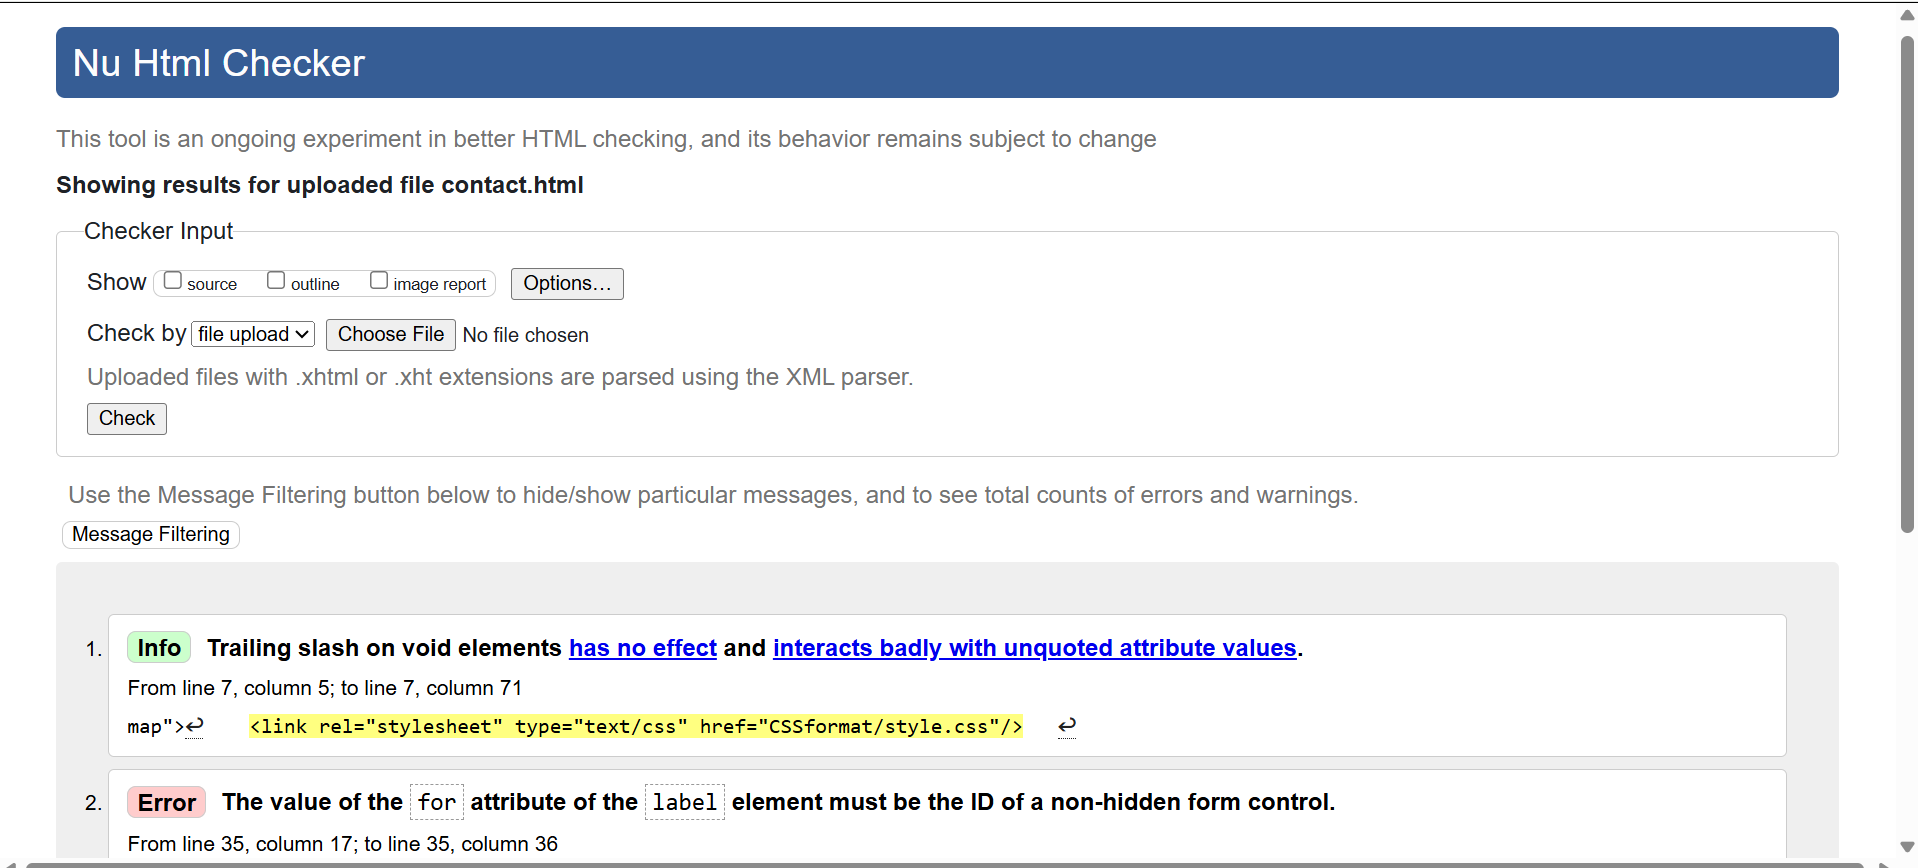 Nu Html Checker
This tool is an ongoing experiment in better HTML checking, and its behavior remains subject to change
Showing results for uploaded file contact.html
Checker Input
Show source outline image report Options...
Check by file upload Choose File No file chosen
Uploaded files with .xhtml or .xht extensions are parsed using the XML parser.
Check
Use the Message Filtering button below to hide/show particular messages, and to see total counts of errors and warnings.
Message Filtering
1. Info Trailing slash on void elements has no effect and interacts badly with unquoted attribute values.
From line 7, column 5; to line 7, column 71
map">↩ <link rel="stylesheet" type="text/css" href="CSSformat/style.css"/> ↩
2. Error The value of the for attribute of the label element must be the ID of a non-hidden form control.
From line 35, column 17; to line 35, column 36